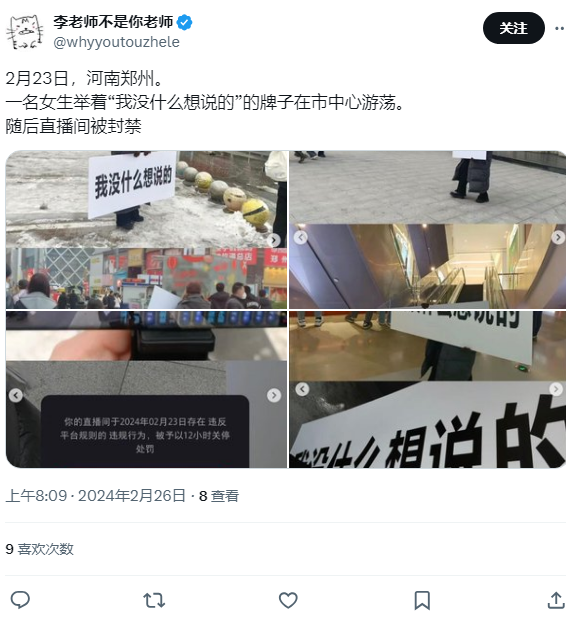 李老师不是你老师
@whyyoutouzhele
关注
2月23日，河南郑州。
一名女生举着“我没什么想说的”的牌子在市中心游荡。
随后直播间被封禁
我没什么想说的
你的直播间于2024年02月23日存在 违反
平台规则的 违规行为，被予以12小时关停
处罚
什么想说的
我没什么想说的
上午8:09 · 2024年2月26日 · 8 查看
9 喜欢次数